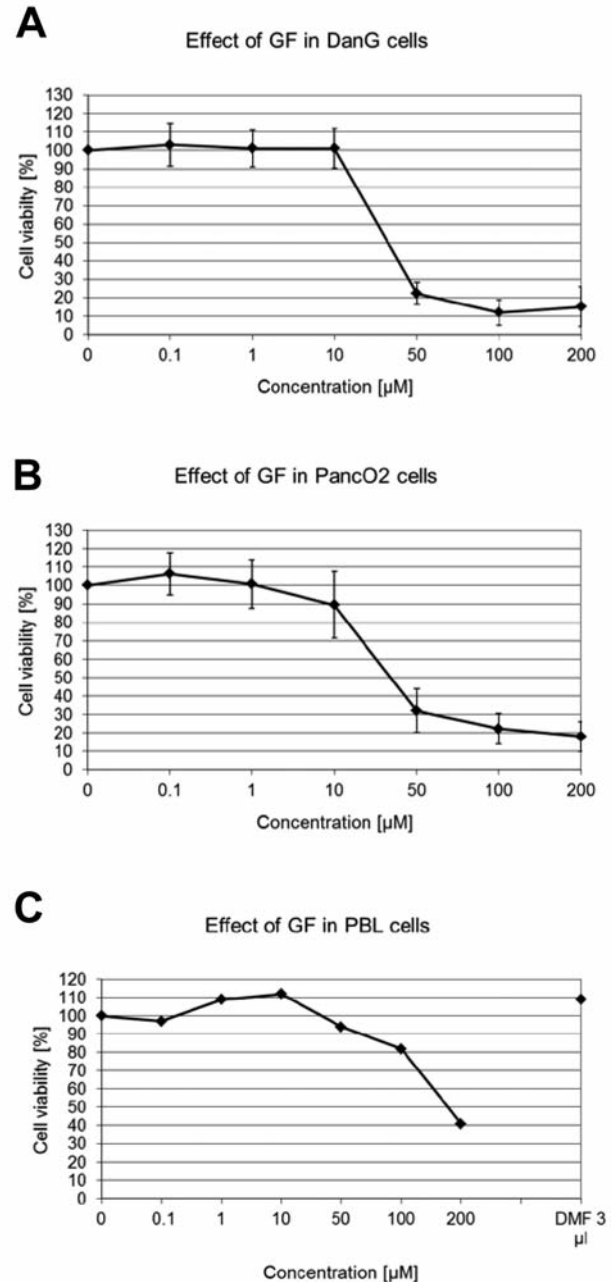 A
Effect of GF in DanG cells
130
120
110
100
90
80
70
60
50
40
30
20
10
0
Cell viability [%]
0 0.1 1 10 50 100 200
Concentration [µM]
B
Effect of GF in PancO2 cells
130
120
110
100
90
80
70
60
50
40
30
20
10
0
Cell viability [%]
0 0.1 1 10 50 100 200
Concentration [µM]
C
Effect of GF in PBL cells
120
110
100
90
80
70
60
50
40
30
20
10
0
Cell viability [%]
0 0.1 1 10 50 100 200 DMF 3
µl
Concentration [µM]